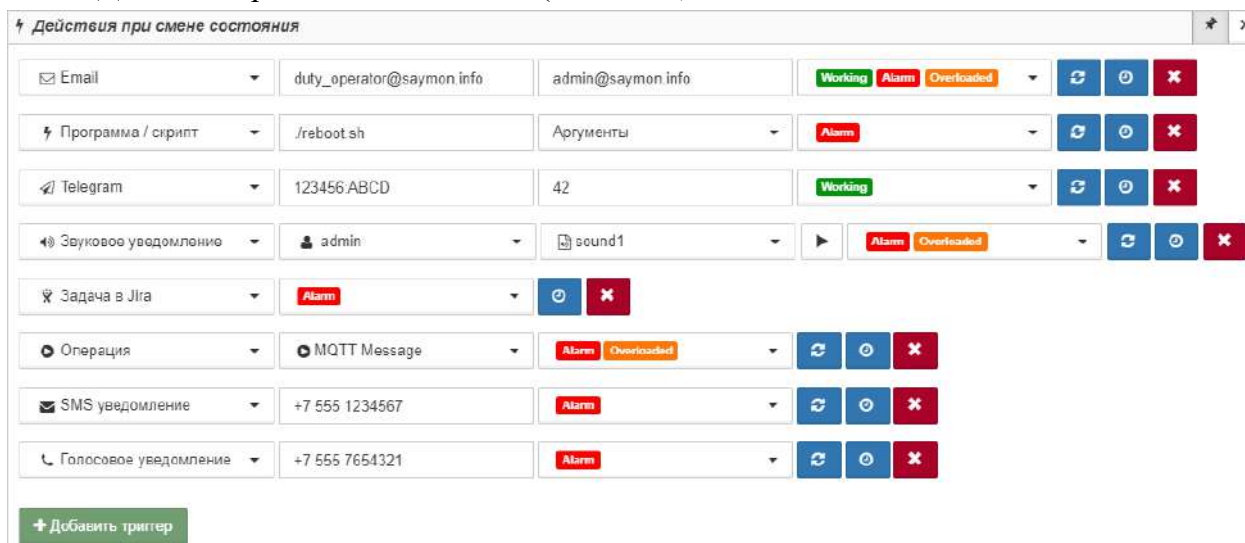 Действия при смене состояния
Email duty_operator@saymon.info admin@saymon.info Working Alarm Overloaded
Программа / скрипт ./reboot.sh Аргументы Alarm
Telegram 123456:ABCD 42 Working
Звуковое уведомление admin sound1 Alarm Overloaded
Задача в Jira Alarm
Операция MQTT Message Alarm Overloaded
SMS уведомление +7 555 1234567 Alarm
Голосовое уведомление +7 555 7654321 Alarm
+ Добавить триггер